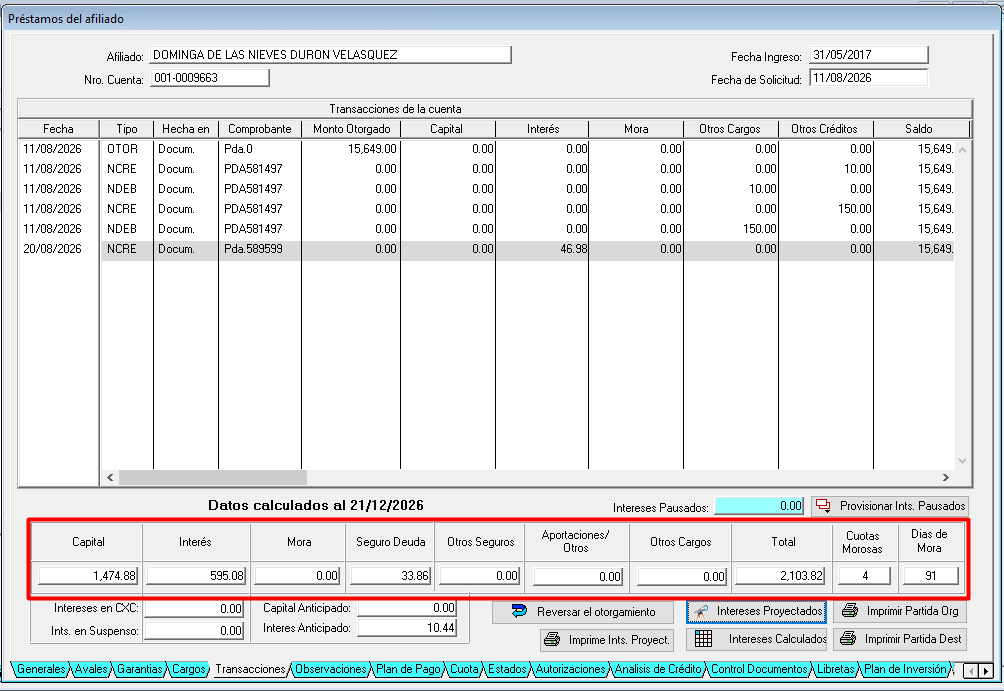 Préstamos del afiliado
Afiliado: DOMINGA DE LAS NIEVES DURON VELASQUEZ Fecha Ingreso: 31/05/2017
Nro. Cuenta: 001-0009663 Fecha de Solicitud: 11/08/2026
Transacciones de la cuenta
Fecha Tipo Hecha en Comprobante Monto Otorgado Capital Interés Mora Otros Cargos Otros Créditos Saldo
11/08/2026 OTOR Docum. Pda.0 15,649.00 0.00 0.00 0.00 0.00 0.00 15,649.
11/08/2026 NCRE Docum. PDA581497 0.00 0.00 0.00 0.00 0.00 10.00 15,649.
11/08/2026 NDEB Docum. PDA581497 0.00 0.00 0.00 0.00 10.00 0.00 15,649.
11/08/2026 NCRE Docum. PDA581497 0.00 0.00 0.00 0.00 0.00 150.00 15,649.
11/08/2026 NDEB Docum. PDA581497 0.00 0.00 0.00 0.00 150.00 0.00 15,649.
20/08/2026 NCRE Docum. Pda.589599 0.00 0.00 46.98 0.00 0.00 0.00 15,649.
Datos calculados al 21/12/2026 Intereses Pausados: 0.00 Provisionar Ints. Pausados
Capital Interés Mora Seguro Deuda Otros Seguros Aportaciones/ Otros Otros Cargos Total Cuotas Morosas Dias de Mora
1,474.88 595.08 0.00 33.86 0.00 0.00 0.00 2,103.82 4 91
Intereses en CXC: 0.00 Capital Anticipado: 0.00 Reversar el otorgamiento Intereses Proyectados Imprimir Partida Org
Ints. en Suspenso: 0.00 Interes Anticipado: 10.44 Imprime Ints. Proyect. Intereses Calculados Imprimir Partida Dest
Generales Avales Garantias Cargos Transacciones Observaciones Plan de Pago Cuota Estados Autorizaciones Analisis de Crédito Control Documentos Libretas Plan de Inversión